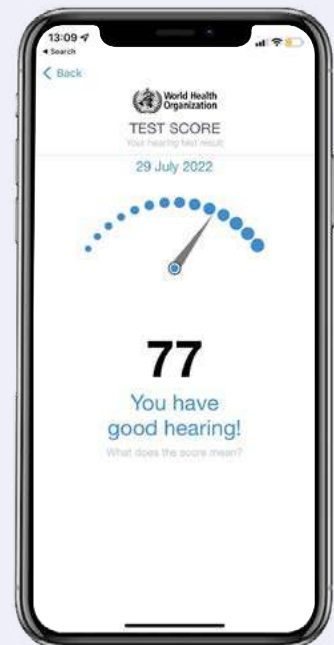 13:09
Search
Back
World Health
Organization
TEST SCORE
Your hearing test result
29 July 2022
77
You have
good hearing!
What does the score mean?